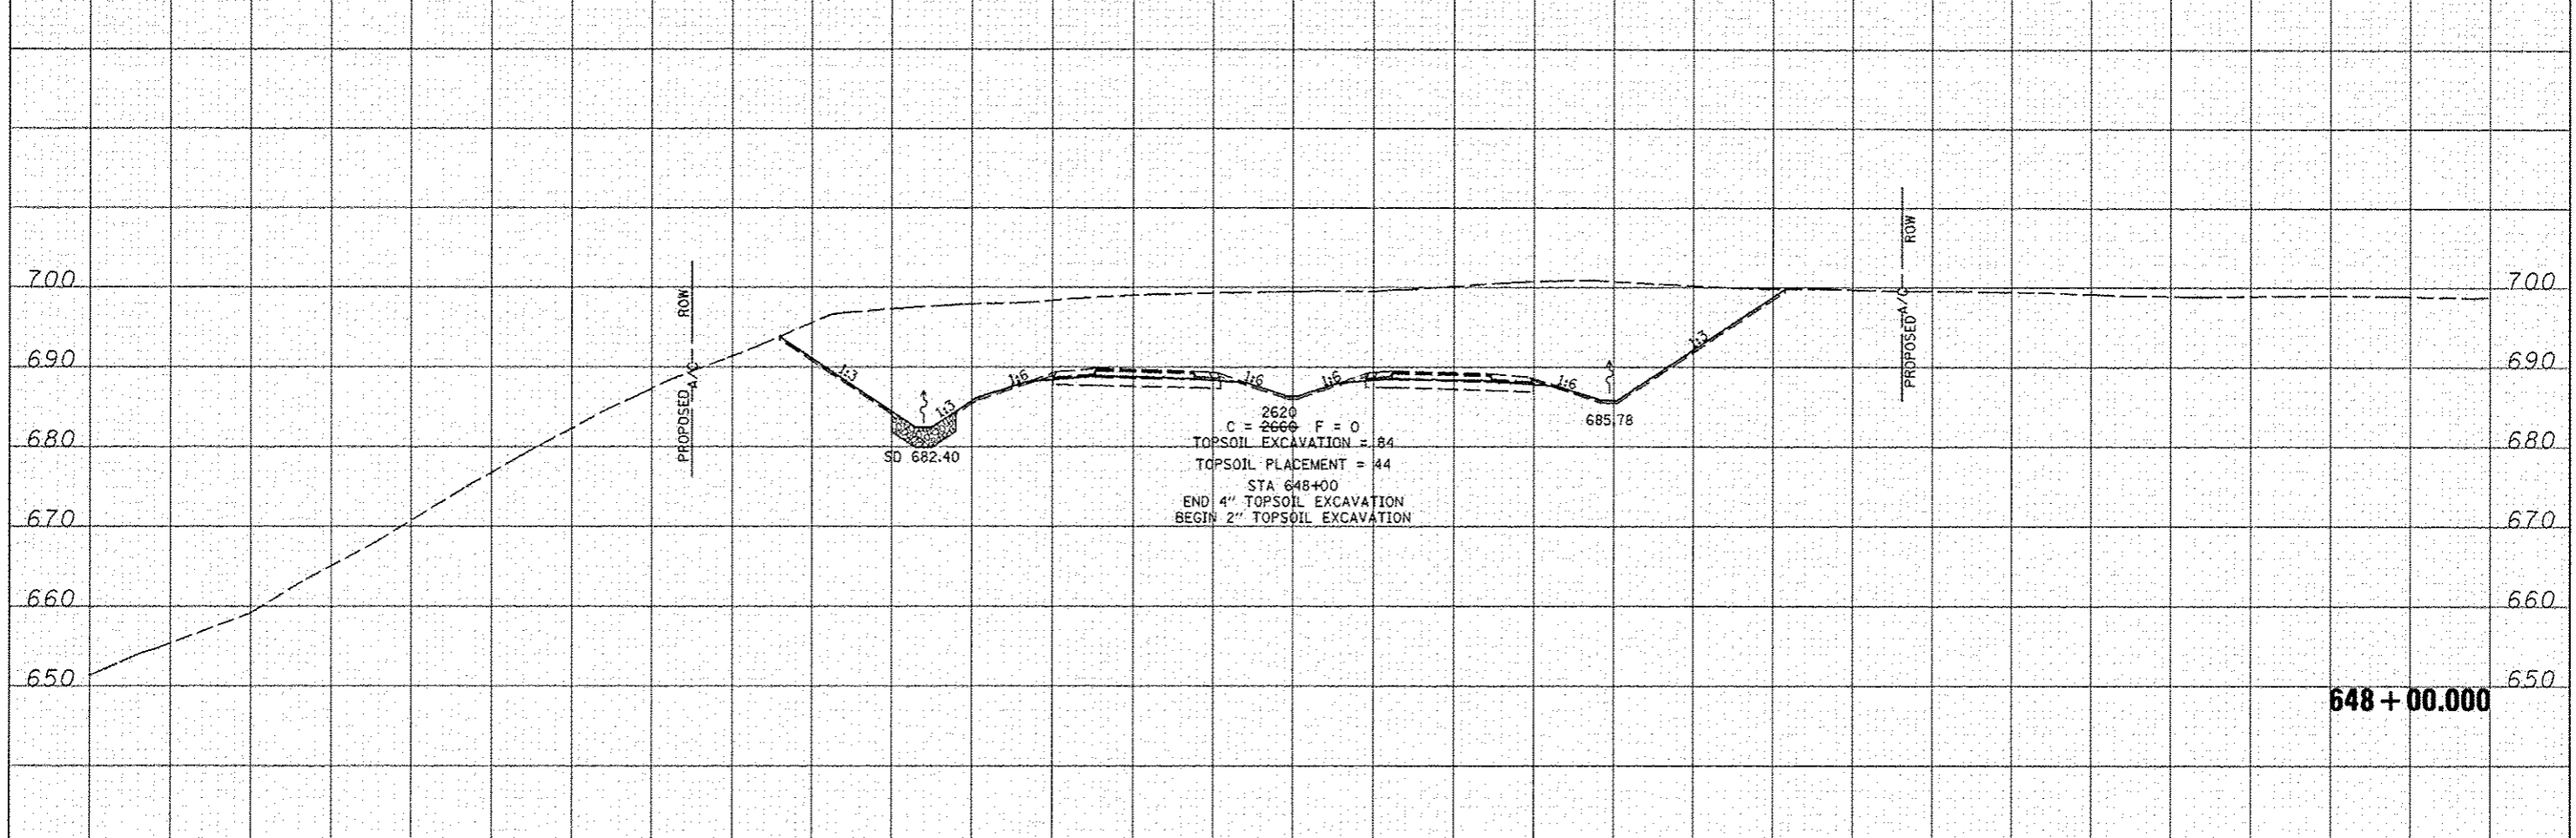 ROW
ROW
PROPOSED A/C
PROPOSED A/C
700
700
690
690
1:3
1:3
1:3
1:6
1:6
1:6
1:6
685.78
2620
C = 2660 F = 0
680
680
SD 682.40
TOPSOIL EXCAVATION = 84
TOPSOIL PLACEMENT = 44
STA 648+00
END 4" TOPSOIL EXCAVATION
BEGIN 2" TOPSOIL EXCAVATION
670
670
660
660
650
650
648 + 00.000